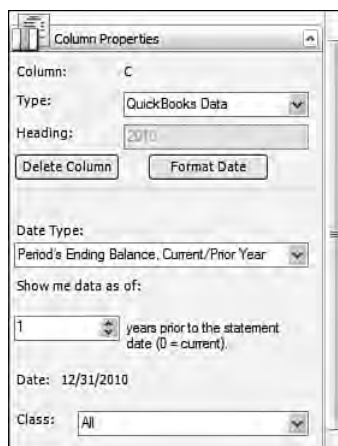 Column Properties
Column: C
Type: QuickBooks Data
Heading: 2010
Delete Column Format Date
Date Type:
Period's Ending Balance, Current/Prior Year
Show me data as of:
1 years prior to the statement
date (0 = current).
Date: 12/31/2010
Class: All